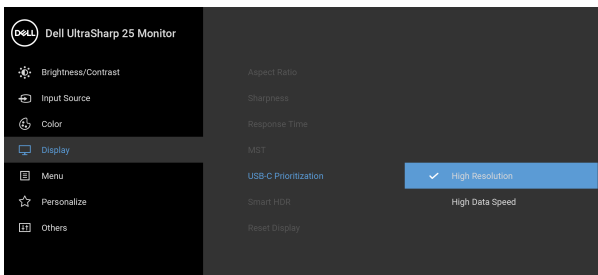 DELL
Dell UltraSharp 25 Monitor
Brightness/Contrast
Input Source
Color
Display
Menu
Personalize
Others
Aspect Ratio
Sharpness
Response Time
MST
USB-C Prioritization
Smart HDR
Reset Display
High Resolution
High Data Speed